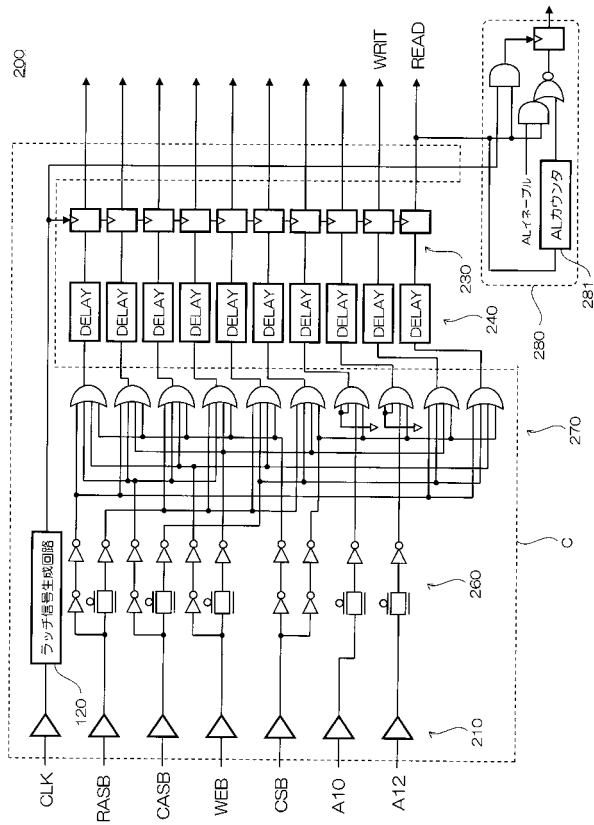 200
CLK
RASB
CASB
WEB
CSB
A10
A12
ラッチ信号生成回路
120
210
260
270
C
DELAY
DELAY
DELAY
DELAY
DELAY
DELAY
DELAY
DELAY
DELAY
DELAY
240
230
WRIT
READ
ALイネーブル
ALカウンタ
280
281